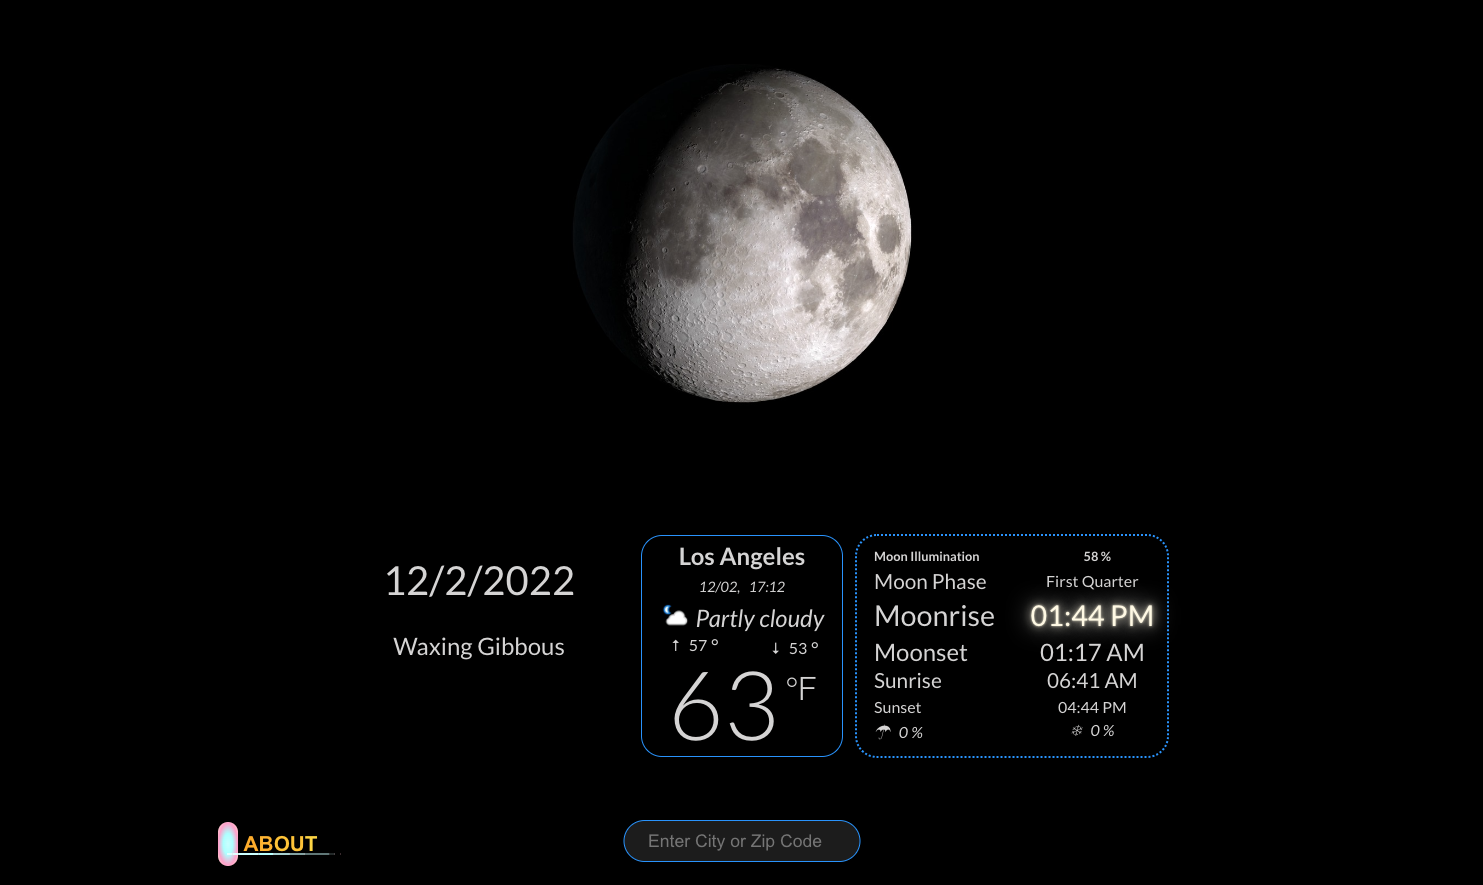 12/2/2022
Waxing Gibbous
Los Angeles
12/02, 17:12
Partly cloudy
↑ 57 º ↓ 53 º
63 °F
Moon Illumination 58 %
Moon Phase First Quarter
Moonrise 01:44 PM
Moonset 01:17 AM
Sunrise 06:41 AM
Sunset 04:44 PM
☂ 0 % ❄ 0 %
ABOUT
Enter City or Zip Code